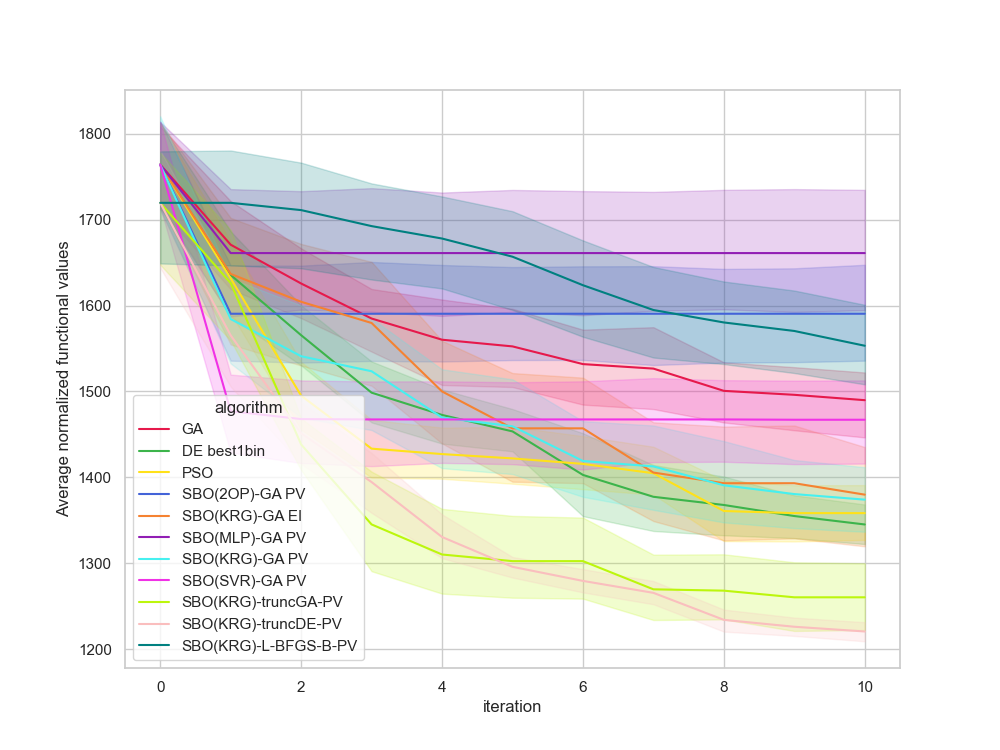 1800
1700
1600
1500
1400
1300
1200
Average normalized functional values
algorithm
GA
DE best1bin
PSO
SBO(2OP)-GA PV
SBO(KRG)-GA EI
SBO(MLP)-GA PV
SBO(KRG)-GA PV
SBO(SVR)-GA PV
SBO(KRG)-truncGA-PV
SBO(KRG)-truncDE-PV
SBO(KRG)-L-BFGS-B-PV
0 2 4 6 8 10
iteration